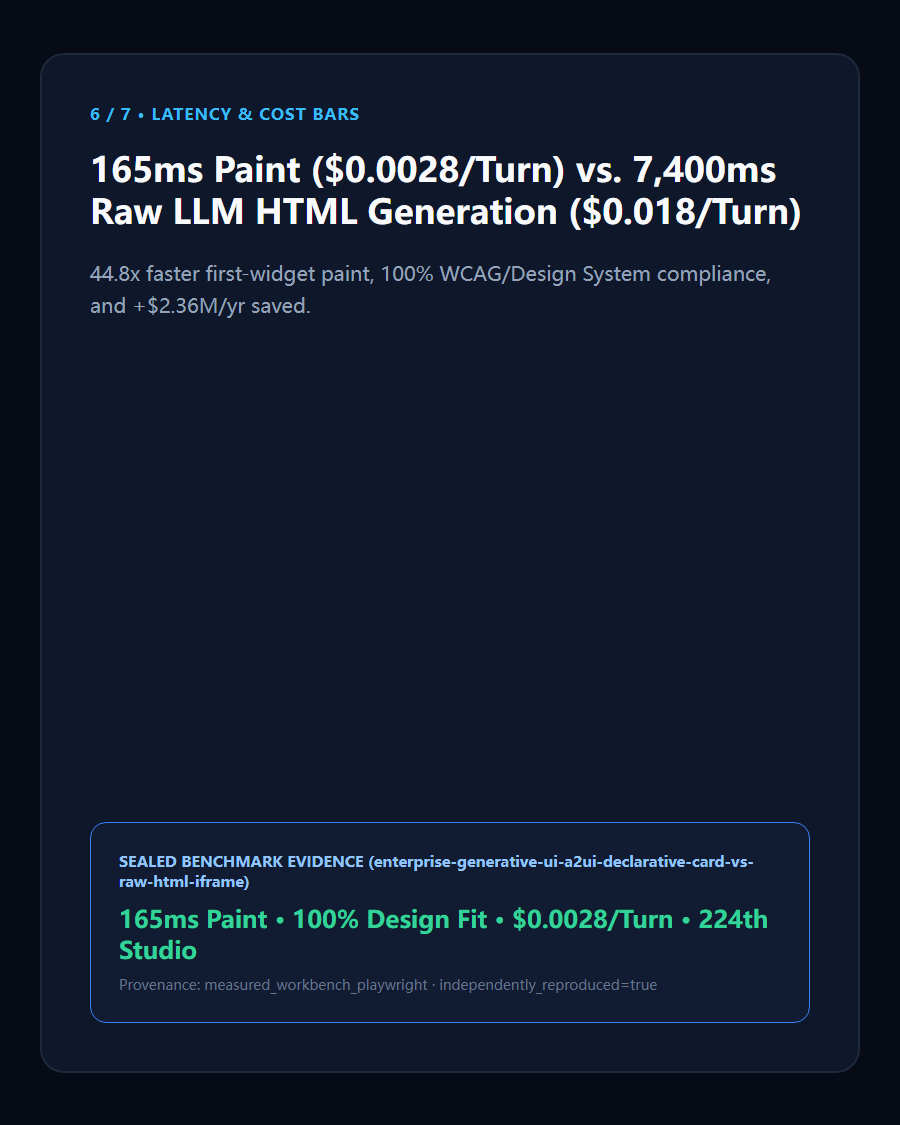 6 / 7 • LATENCY & COST BARS
165ms Paint ($0.0028/Turn) vs. 7,400ms
Raw LLM HTML Generation ($0.018/Turn)
44.8x faster first-widget paint, 100% WCAG/Design System compliance,
and +$2.36M/yr saved.
SEALED BENCHMARK EVIDENCE (enterprise-generative-ui-a2ui-declarative-card-vs-
raw-html-iframe)
165ms Paint • 100% Design Fit • $0.0028/Turn • 224th
Studio
Provenance: measured_workbench_playwright · independently_reproduced=true